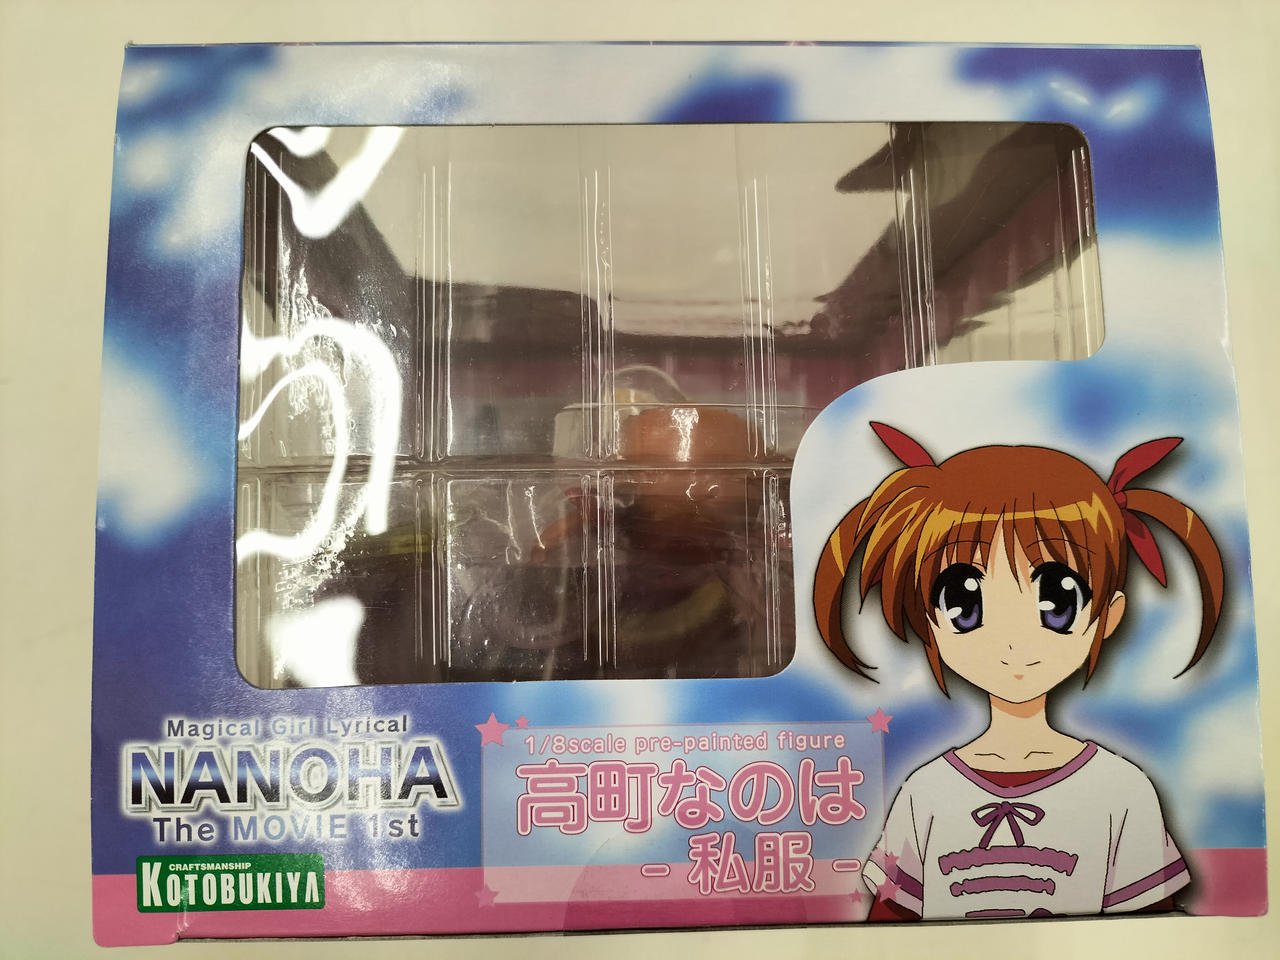 Magical Girl Lyrical
NANOHA
The MOVIE 1st
CRAFTSMANSHIP
KOTOBUKIYA
1/8scale pre-painted figure
高町なのは
- 私服 -